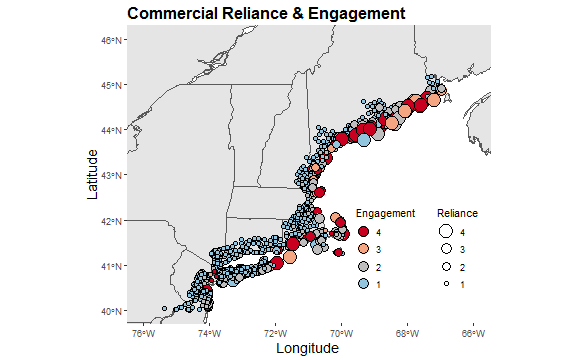 Commercial Reliance & Engagement
46°N
45°N
44°N
43°N
42°N
41°N
40°N
Latitude
Engagement
4
3
2
1
Reliance
4
3
2
1
76°W
74°W
72°W
70°W
68°W
66°W
Longitude